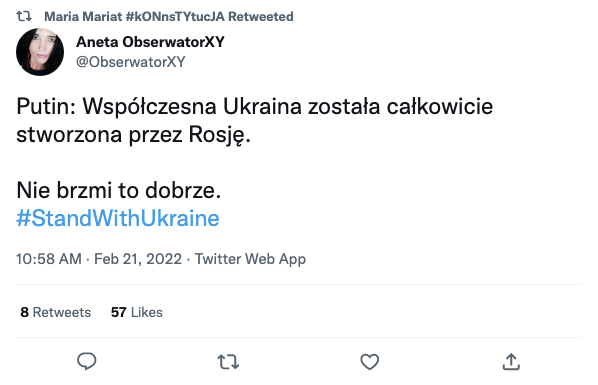 Maria Mariat #kONnsTYtucJA Retweeted
Aneta ObserwatorXY
@ObserwatorXY
Putin: Współczesna Ukraina została całkowicie
stworzona przez Rosję.
Nie brzmi to dobrze.
#StandWithUkraine
10:58 AM · Feb 21, 2022 · Twitter Web App
8 Retweets 57 Likes